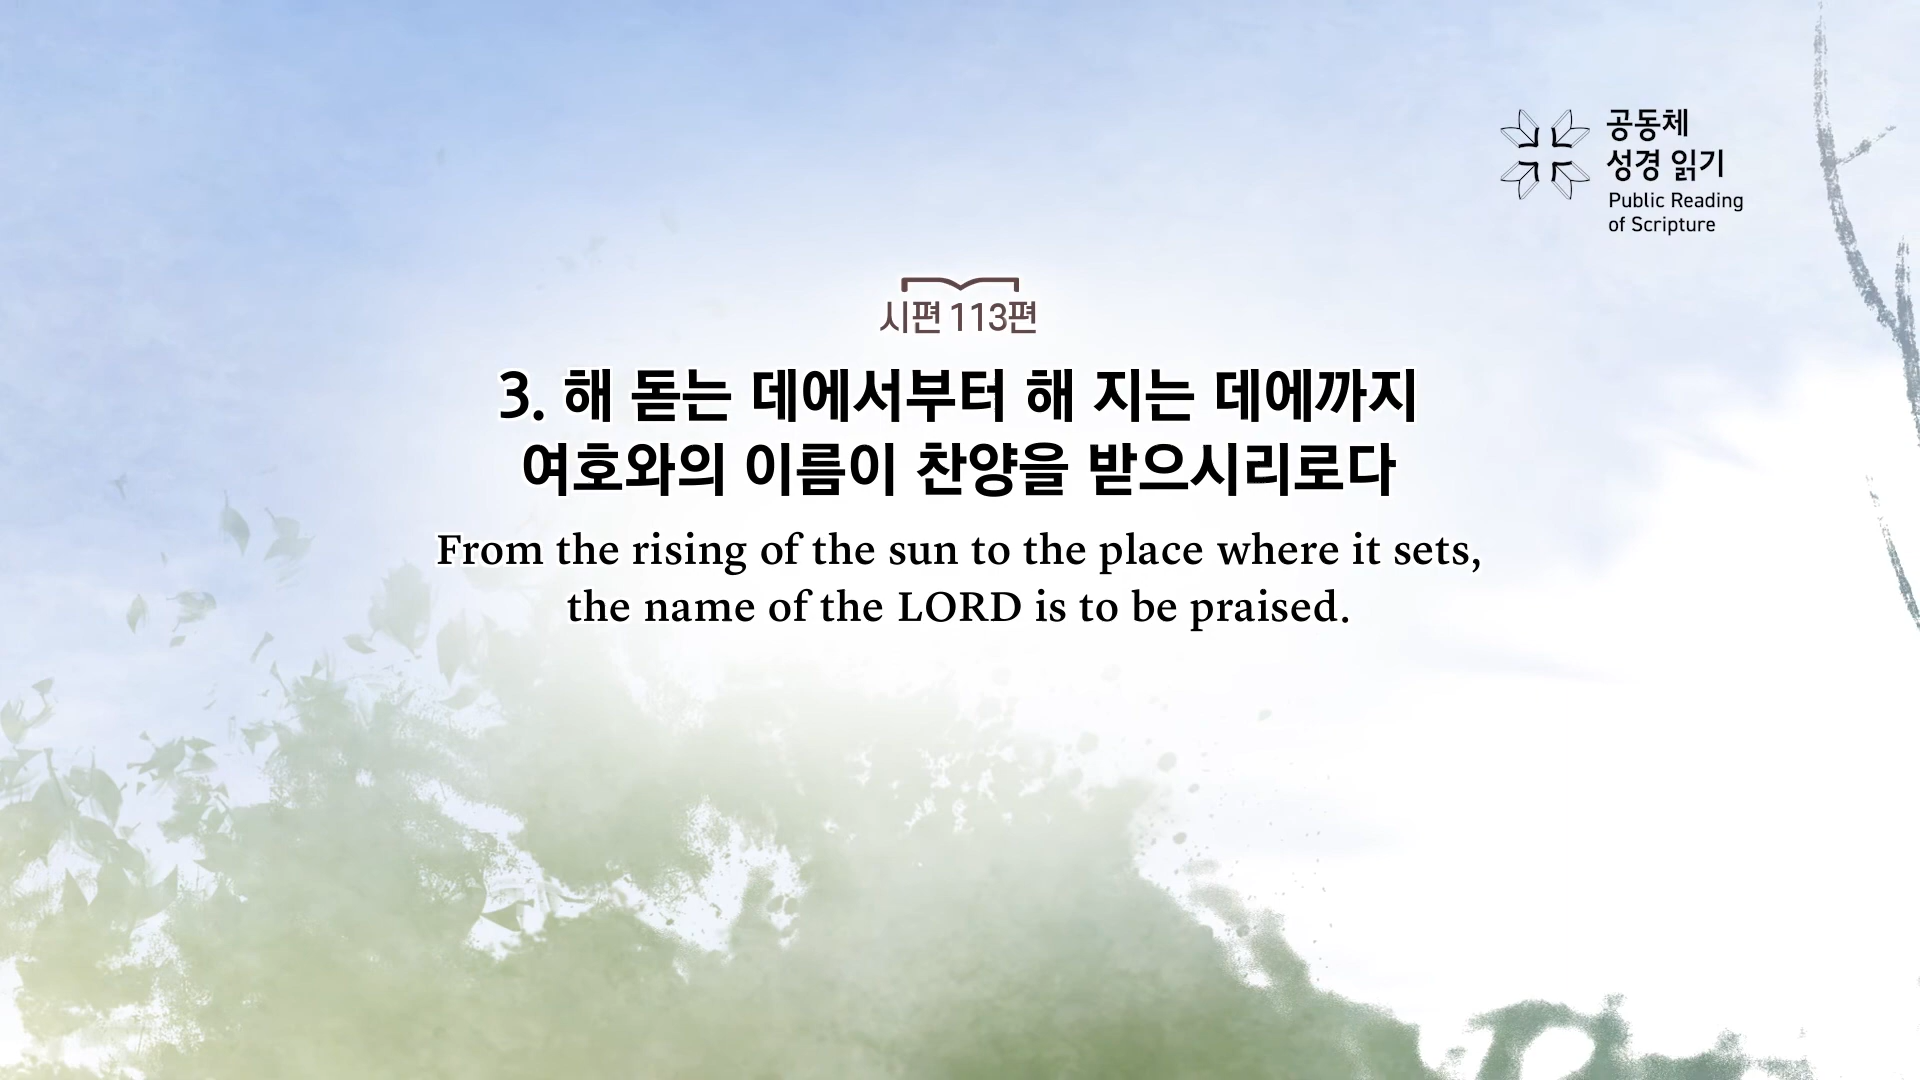 공동체
성경 읽기
Public Reading
of Scripture
시편 113편
3. 해 돋는 데에서부터 해 지는 데에까지
여호와의 이름이 찬양을 받으시리로다
From the rising of the sun to the place where it sets,
the name of the LORD is to be praised.